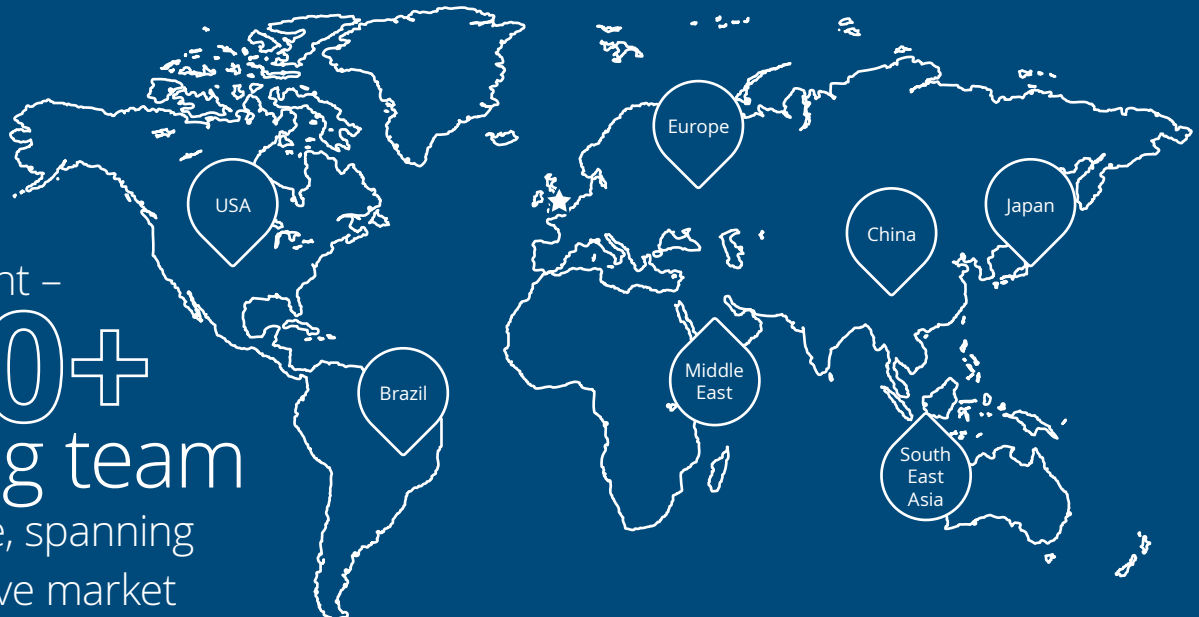 Europe
USA
Japan
China
nt –
0+
Brazil
Middle
East
g team
South
East
Asia
e, spanning
ve market